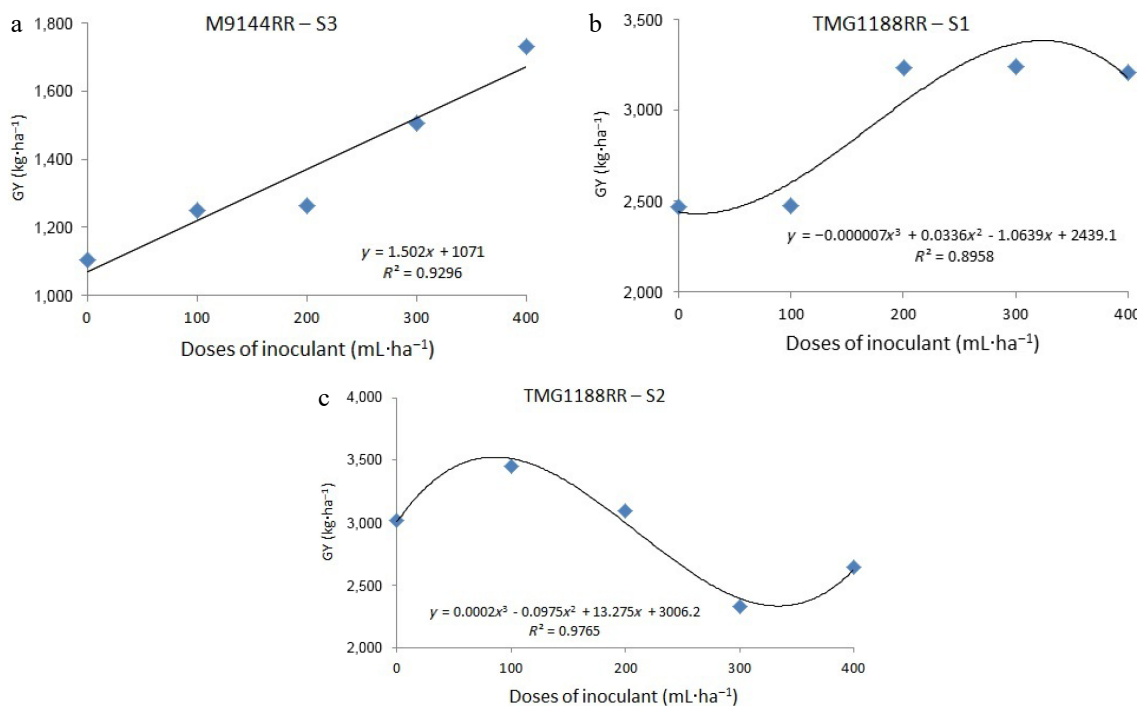 a
M9144RR – S3
1,800
1,600
1,400
1,200
1,000
GY (kg·ha⁻¹)
y = 1.502x + 1071
R² = 0.9296
0 100 200 300 400
Doses of inoculant (mL·ha⁻¹)
b
TMG1188RR – S1
3,500
3,000
2,500
2,000
GY (kg·ha⁻¹)
y = −0.000007x³ + 0.0336x² - 1.0639x + 2439.1
R² = 0.8958
0 100 200 300 400
Doses of inoculant (mL·ha⁻¹)
c
TMG1188RR – S2
4,000
3,500
3,000
2,500
2,000
GY (kg·ha⁻¹)
y = 0.0002x³ - 0.0975x² + 13.275x + 3006.2
R² = 0.9765
0 100 200 300 400
Doses of inoculant (mL·ha⁻¹)